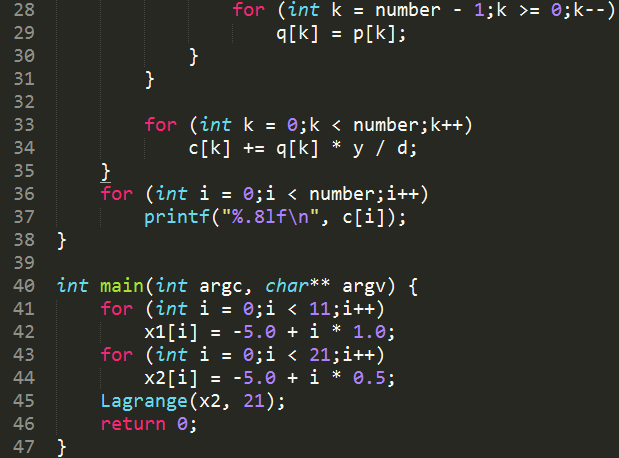 28 for (int k = number - 1;k >= 0;k--)
29 q[k] = p[k];
30 }
31 }
32
33 for (int k = 0;k < number;k++)
34 c[k] += q[k] * y / d;
35 }
36 for (int i = 0;i < number;i++)
37 printf("%.8lf\n", c[i]);
38 }
39
40 int main(int argc, char** argv) {
41 for (int i = 0;i < 11;i++)
42 x1[i] = -5.0 + i * 1.0;
43 for (int i = 0;i < 21;i++)
44 x2[i] = -5.0 + i * 0.5;
45 Lagrange(x2, 21);
46 return 0;
47 }